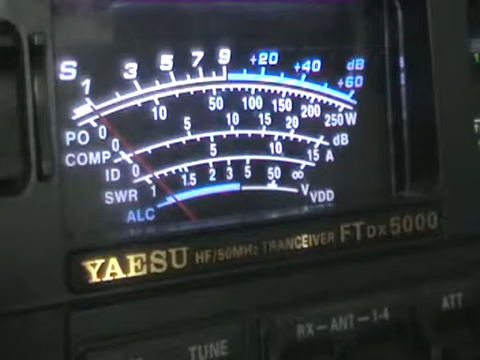 S 1 3 5 7 9 +20 +40 +60 dB
PO 0 10 50 100 150 200 250 W
COMP 0 5 10 15 20 dB
ID 0 5 10 15 A
SWR 1 1.5 2 3 5 50 ∞ V
ALC VDD
YAESU HF/50MHz TRANCEIVER FTDX5000
TUNE RX-ANT-1-4 ATT